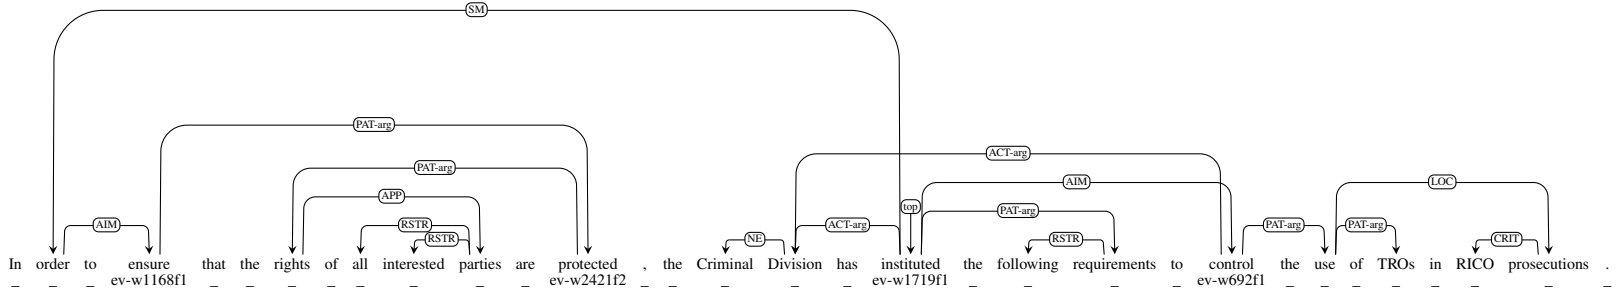 SM
PAT-arg
ACT-arg
PAT-arg
AIM
LOC
APP
top
PAT-arg
AIM
RSTR
ACT-arg
PAT-arg
PAT-arg
RSTR
NE
RSTR
CRIT
In order to ensure that the rights of all interested parties are protected , the Criminal Division has instituted the following requirements to control the use of TROs in RICO prosecutions .
_ _ _ ev-w1168f1 _ _ _ _ _ _ _ _ ev-w2421f2 _ _ _ _ _ ev-w1719f1 _ _ _ _ ev-w692f1 _ _ _ _ _ _ _ _